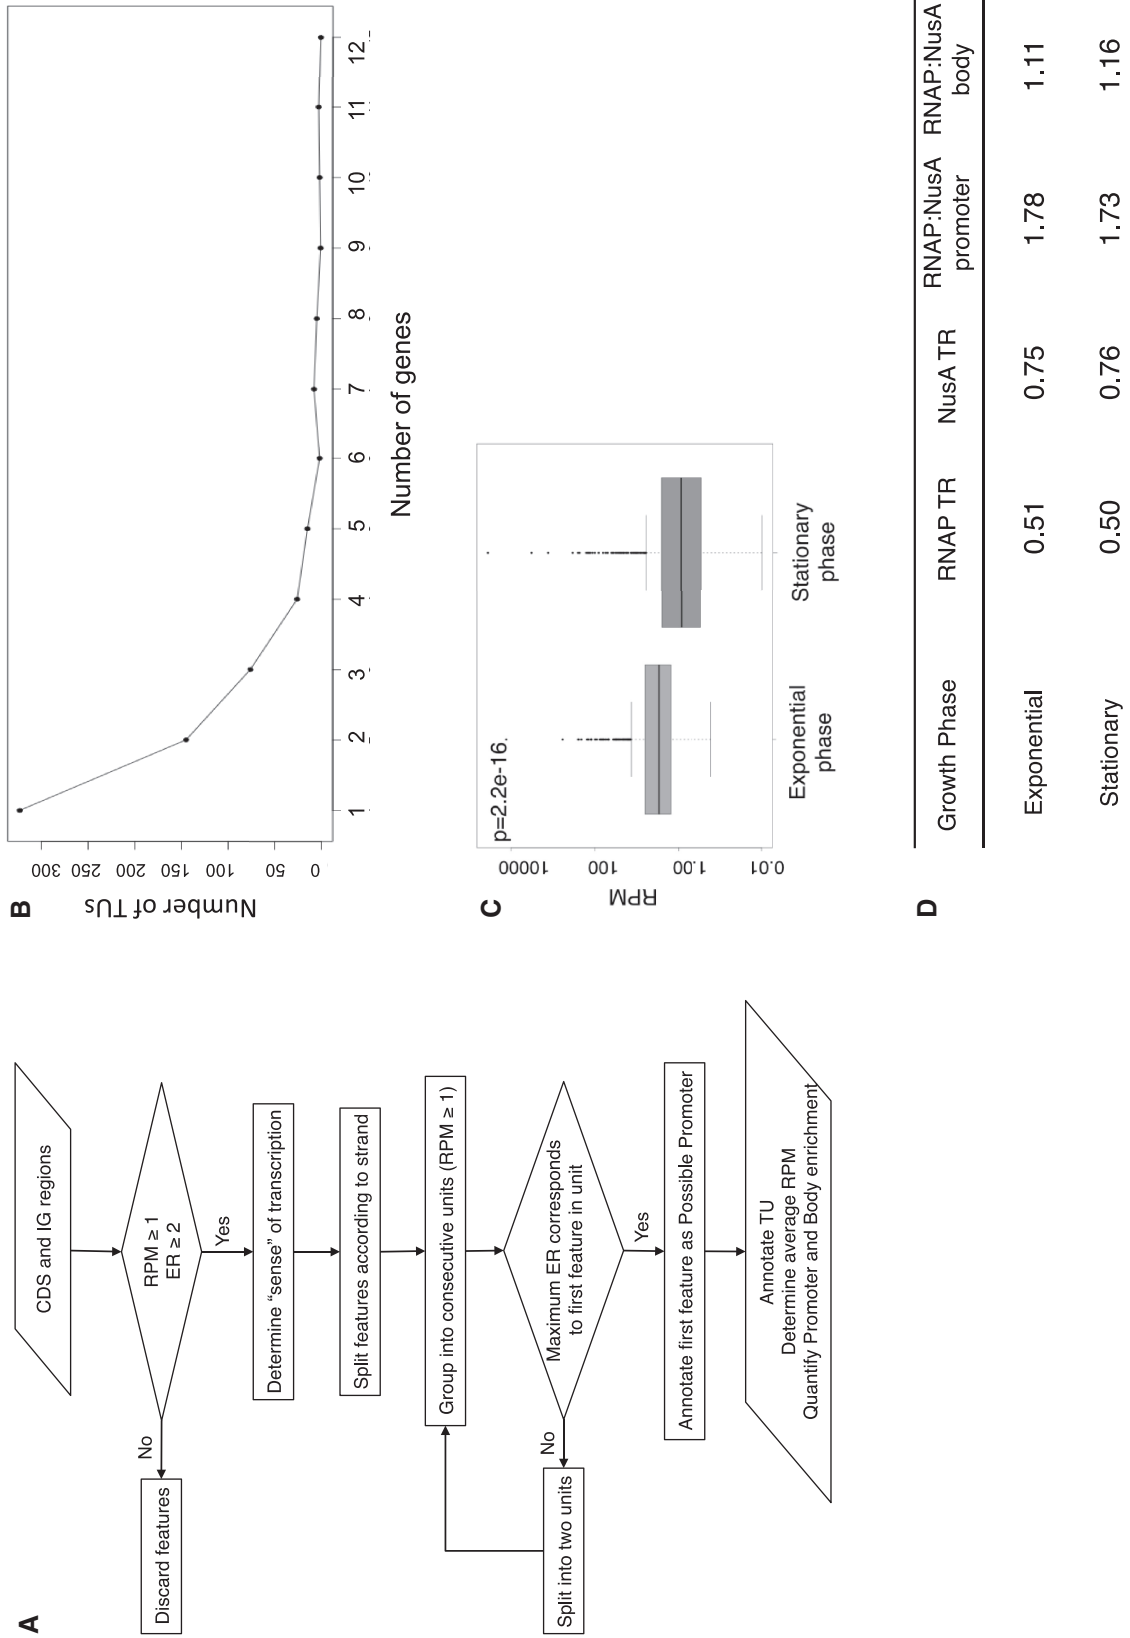 A
CDS and IG regions
RPM ≥ 1
ER ≥ 2
No
Discard features
Yes
Determine “sense” of transcription
Split features according to strand
Group into consecutive units (RPM ≥ 1)
Maximum ER corresponds
to first feature in unit
No
Split into two units
Yes
Annotate first feature as Possible Promoter
Annotate TU
Determine average RPM
Quantify Promoter and Body enrichment
B
Number of TUs
0 50 100 150 200 250 300
1 2 3 4 5 6 7 8 9 10 11 12
Number of genes
C
p=2.2e-16.
RPM
0.01 1.00 100 10000
Exponential
phase
Stationary
phase
D
Growth Phase RNAP TR NusA TR RNAP:NusA promoter RNAP:NusA body
Exponential 0.51 0.75 1.78 1.11
Stationary 0.50 0.76 1.73 1.16